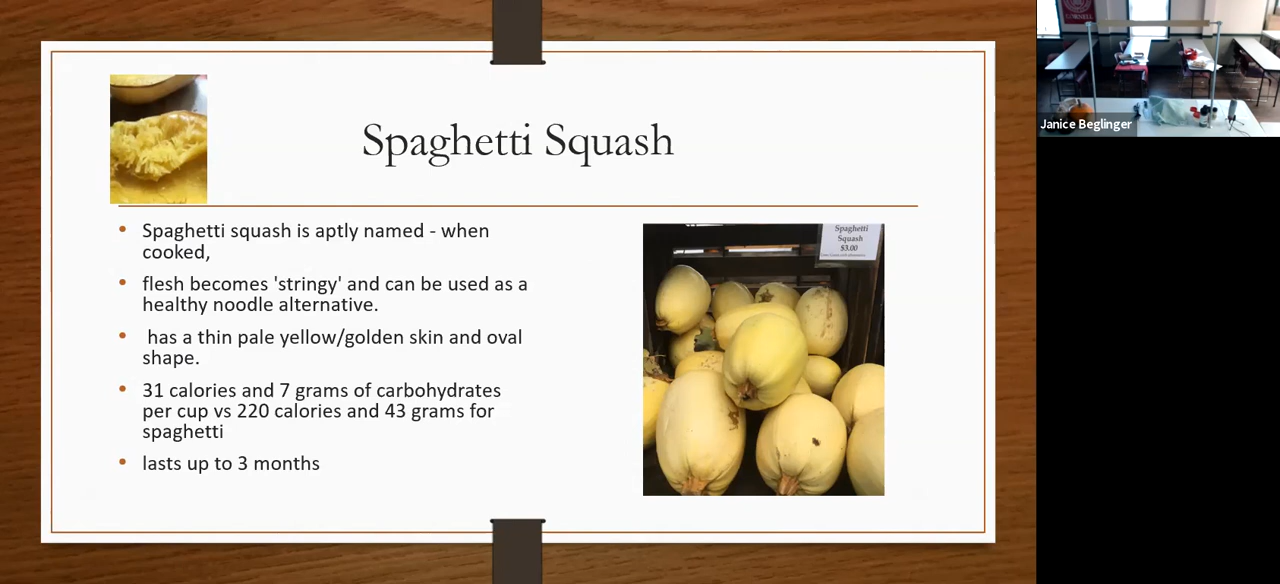 Spaghetti Squash
Spaghetti squash is aptly named - when
cooked,
flesh becomes 'stringy' and can be used as a
healthy noodle alternative.
has a thin pale yellow/golden skin and oval
shape.
31 calories and 7 grams of carbohydrates
per cup vs 220 calories and 43 grams for
spaghetti
lasts up to 3 months
Spaghetti
Squash
$3.00
CORNELL
Janice Beglinger